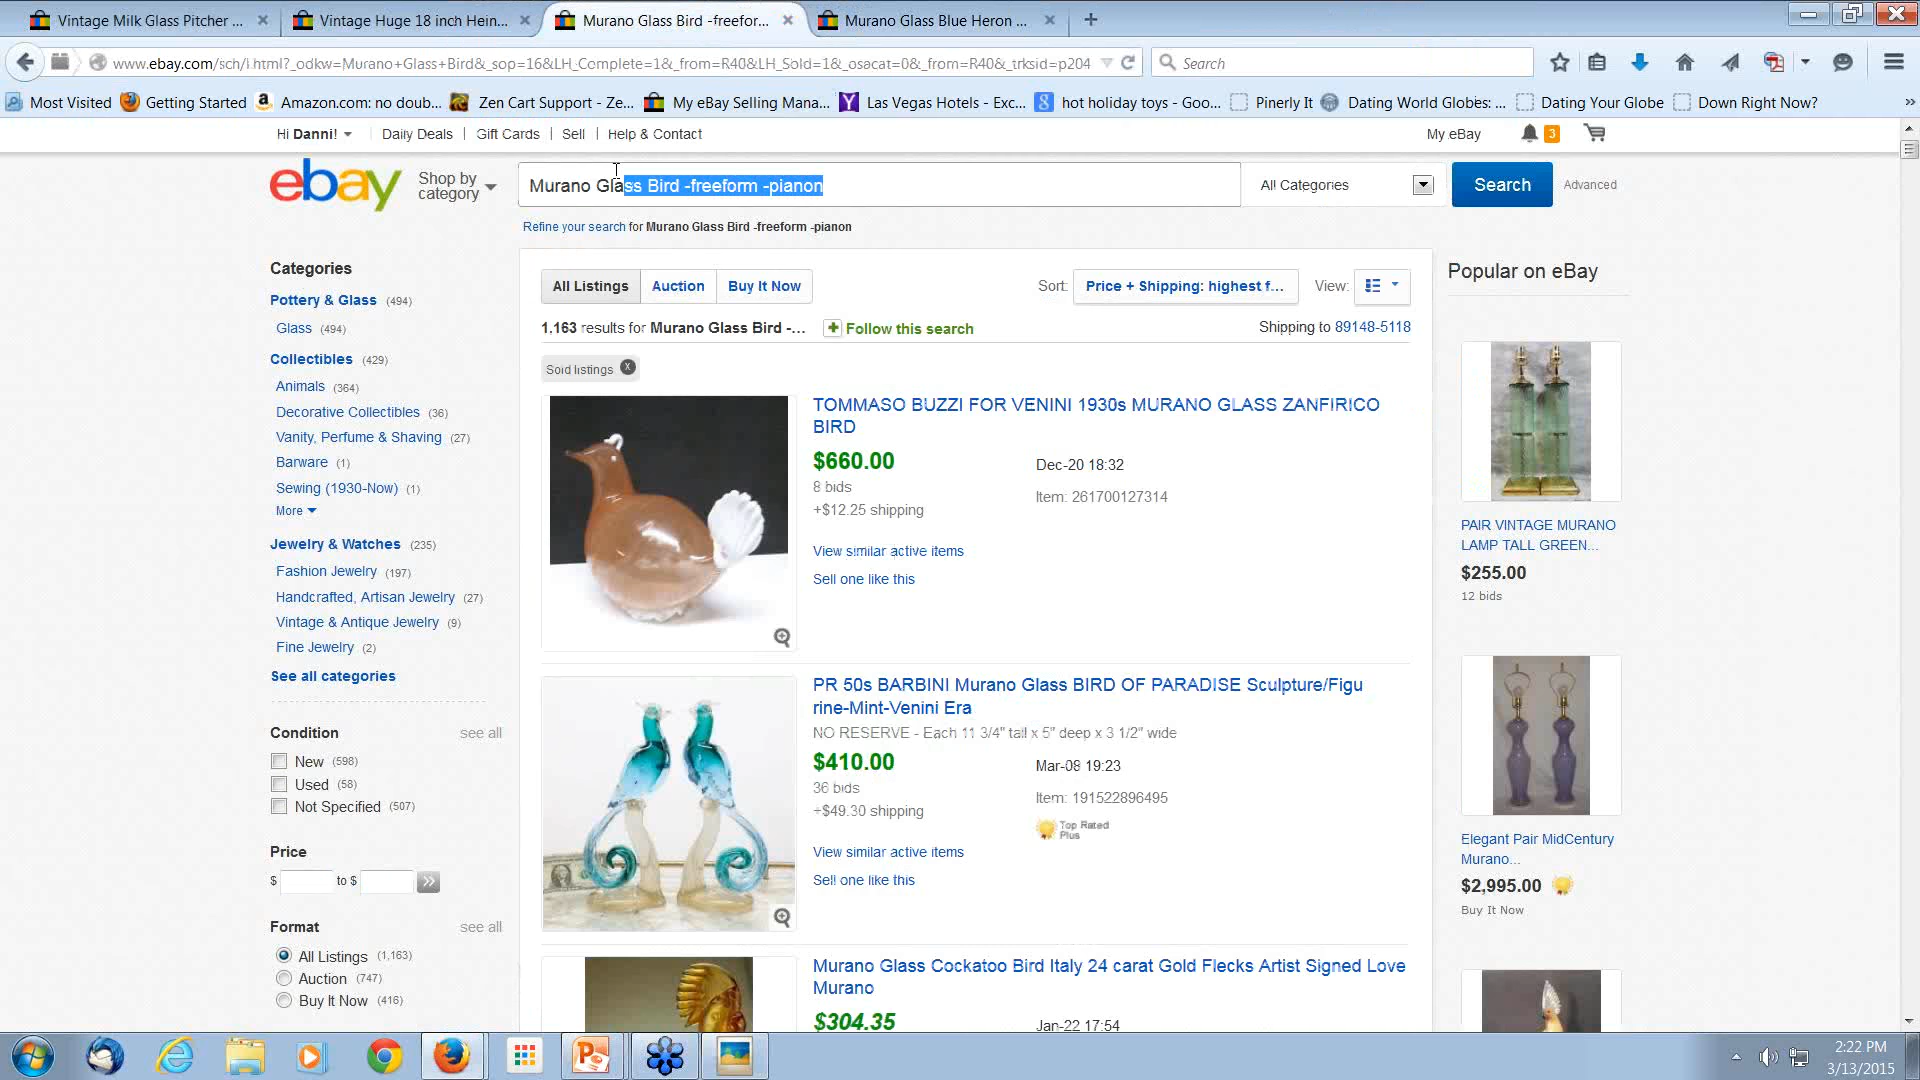 Vintage Milk Glass Pitcher ...
Vintage Huge 18 inch Hein...
Murano Glass Bird -freefor...
Murano Glass Blue Heron ...
www.ebay.com/sch/i.html?_odkw=Murano+Glass+Bird&_sop=16&LH_Complete=1&_from=R40&LH_Sold=1&_osacat=0&_from=R40&_trksid=p204
Search
Most Visited
Getting Started
Amazon.com: no doub...
Zen Cart Support - Ze...
My eBay Selling Mana...
Las Vegas Hotels - Exc...
hot holiday toys - Goo...
Pinerly It
Dating World Globes: ...
Dating Your Globe
Down Right Now?
Hi Danni!
Daily Deals
Gift Cards
Sell
Help & Contact
My eBay
3
ebay
Shop by
category
Murano Glass Bird -freeform -pianon
All Categories
Search
Advanced
Refine your search for Murano Glass Bird -freeform -pianon
Categories
Pottery & Glass (494)
Glass (494)
Collectibles (429)
Animals (364)
Decorative Collectibles (36)
Vanity, Perfume & Shaving (27)
Barware (1)
Sewing (1930-Now) (1)
More
Jewelry & Watches (235)
Fashion Jewelry (197)
Handcrafted, Artisan Jewelry (27)
Vintage & Antique Jewelry (9)
Fine Jewelry (2)
See all categories
Condition see all
New (598)
Used (58)
Not Specified (507)
Price
$ to $
Format see all
All Listings (1,163)
Auction (747)
Buy It Now (416)
All Listings
Auction
Buy It Now
Sort: Price + Shipping: highest f...
View:
1,163 results for Murano Glass Bird -...
Follow this search
Shipping to 89148-5118
Sold listings x
TOMMASO BUZZI FOR VENINI 1930s MURANO GLASS ZANFIRICO
BIRD
$660.00
8 bids
+$12.25 shipping
Dec-20 18:32
Item: 261700127314
View similar active items
Sell one like this
PR 50s BARBINI Murano Glass BIRD OF PARADISE Sculpture/Figu
rine-Mint-Venini Era
NO RESERVE - Each 11 3/4" tall x 5" deep x 3 1/2" wide
$410.00
36 bids
+$49.30 shipping
Mar-08 19:23
Item: 191522896495
Top Rated
Plus
View similar active items
Sell one like this
Murano Glass Cockatoo Bird Italy 24 carat Gold Flecks Artist Signed Love
Murano
$304.35
Jan-22 17:54
Popular on eBay
PAIR VINTAGE MURANO
LAMP TALL GREEN...
$255.00
12 bids
Elegant Pair MidCentury
Murano...
$2,995.00
Buy It Now
2:22 PM
3/13/2015